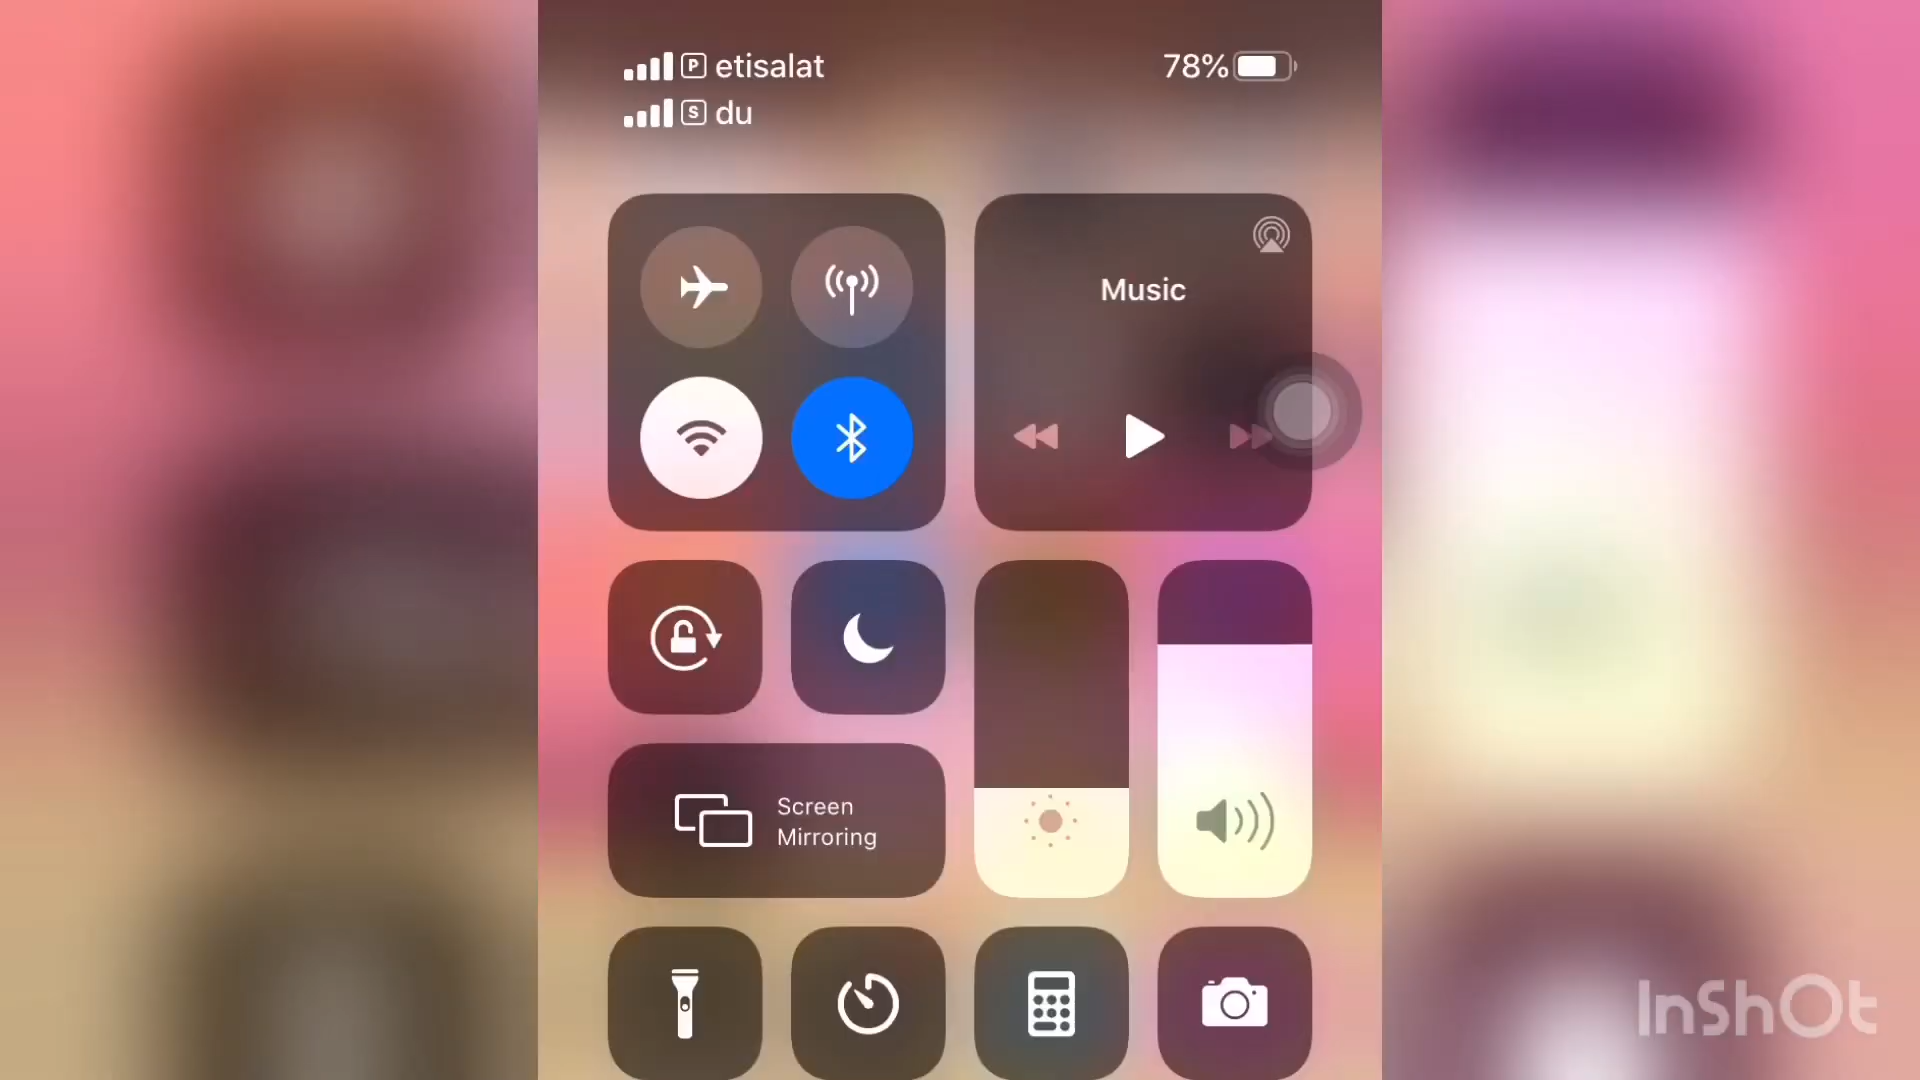 P etisalat
78%
S du
Music
Screen
Mirroring
InShOt